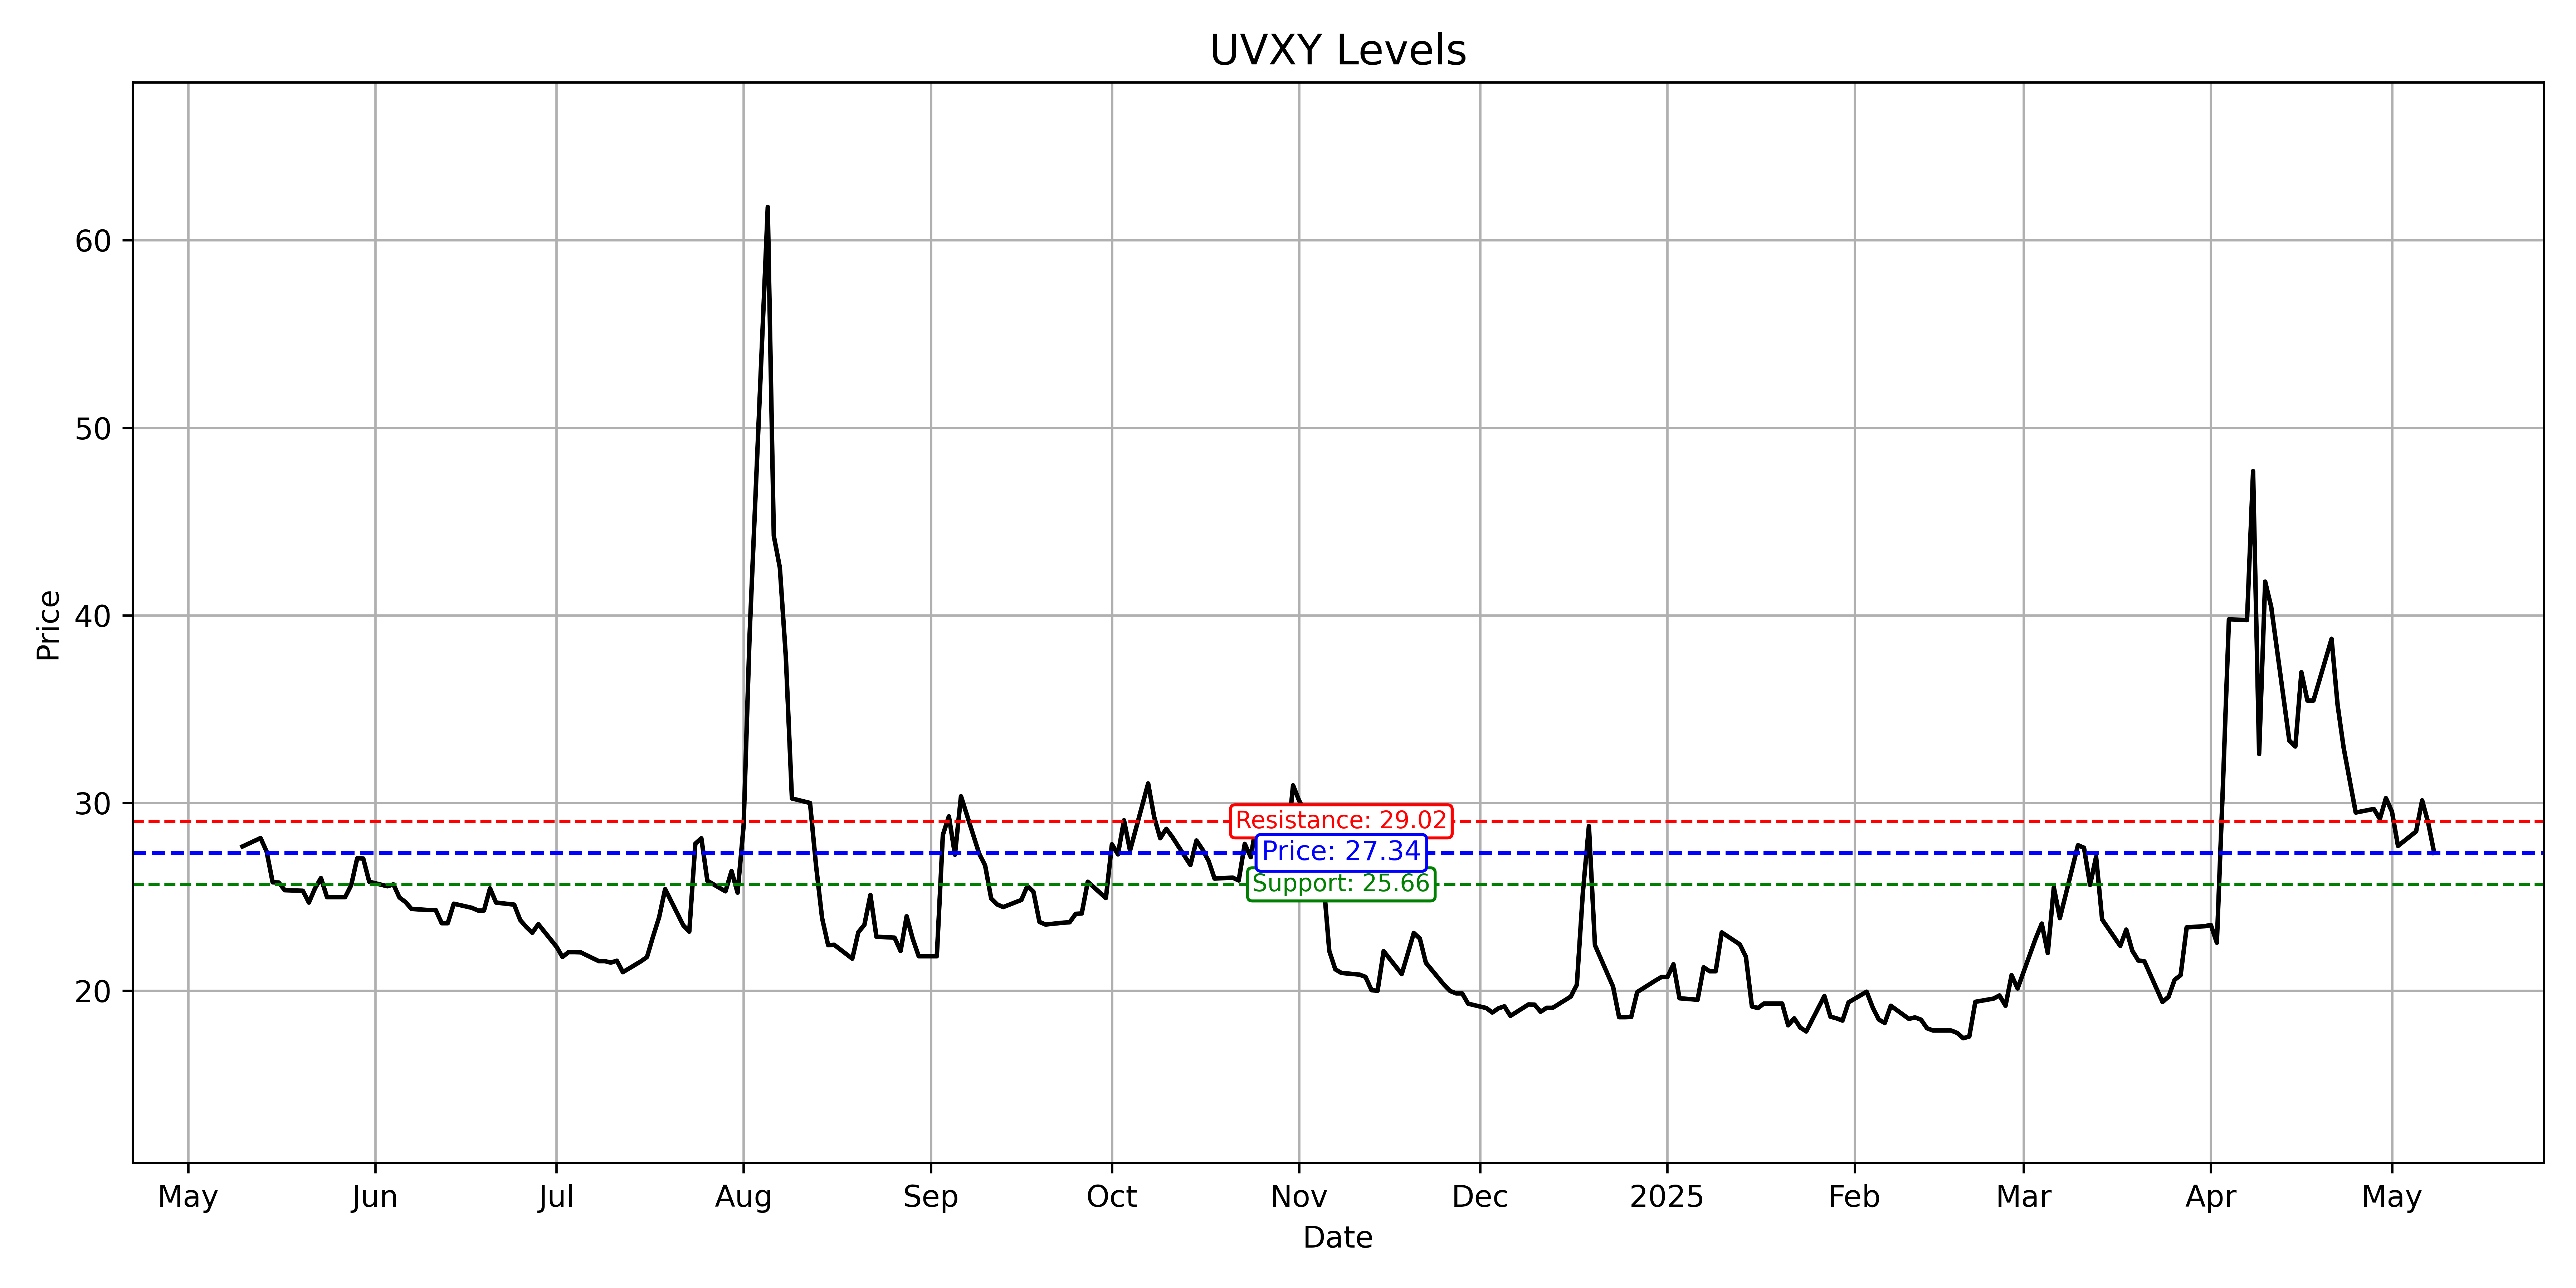 UVXY Levels
Price
60
50
40
30
20
Resistance: 29.02
Price: 27.34
Support: 25.66
May Jun Jul Aug Sep Oct Nov Dec 2025 Feb Mar Apr May
Date